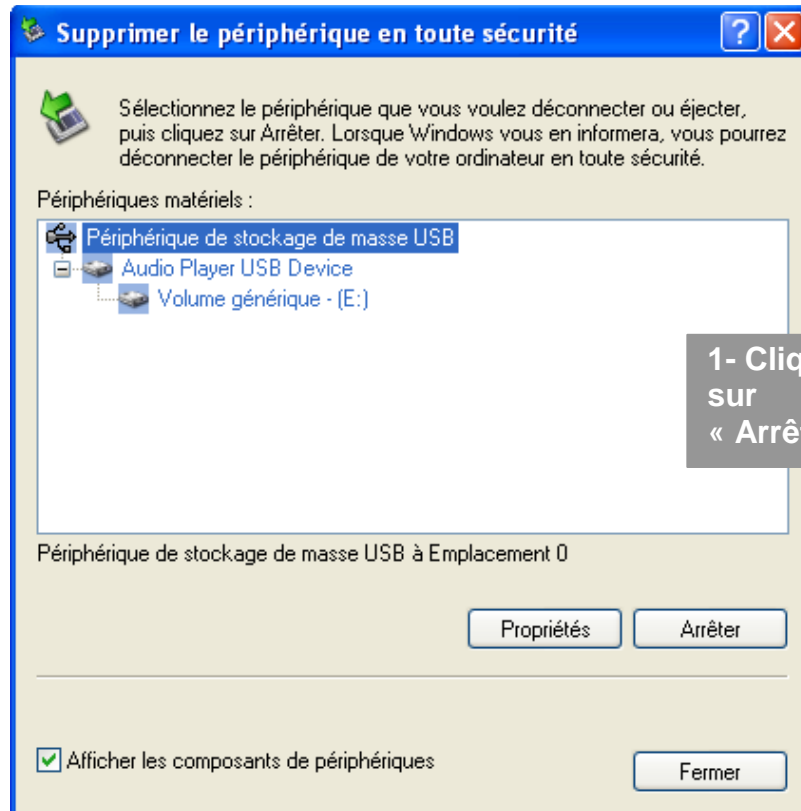 Supprimer le périphérique en toute sécurité
Sélectionnez le périphérique que vous voulez déconnecter ou éjecter,
puis cliquez sur Arrêter. Lorsque Windows vous en informera, vous pourrez
déconnecter le périphérique de votre ordinateur en toute sécurité.
Périphériques matériels :
Périphérique de stockage de masse USB
Audio Player USB Device
Volume générique - (E:)
1- Cliq
sur
« Arrêt
Périphérique de stockage de masse USB à Emplacement 0
Propriétés
Arrêter
Afficher les composants de périphériques
Fermer